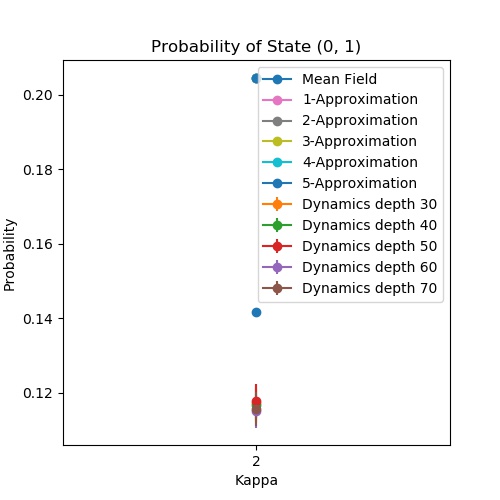 Probability of State (0, 1)
Mean Field
1-Approximation
2-Approximation
3-Approximation
4-Approximation
5-Approximation
Dynamics depth 30
Dynamics depth 40
Dynamics depth 50
Dynamics depth 60
Dynamics depth 70
0.20
0.18
0.16
0.14
0.12
Probability
2
Kappa